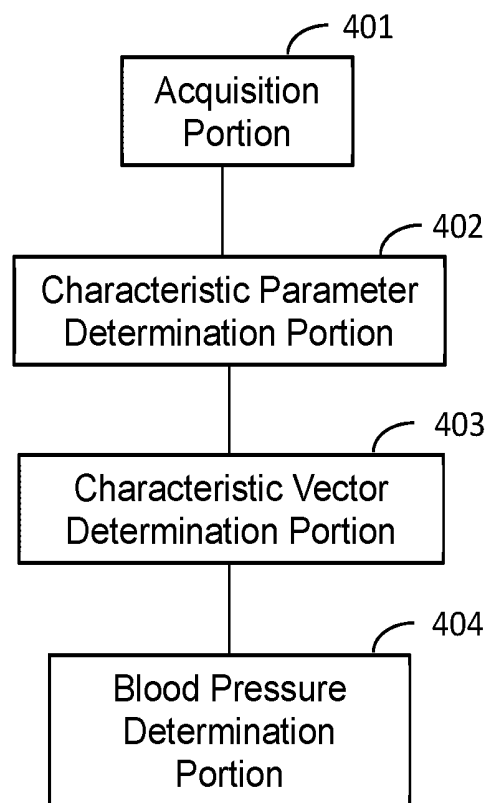 401
Acquisition
Portion
402
Characteristic Parameter
Determination Portion
403
Characteristic Vector
Determination Portion
404
Blood Pressure
Determination
Portion